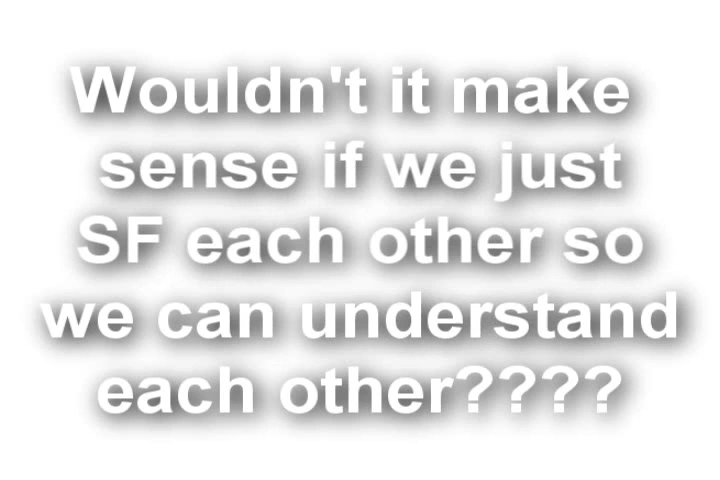 Wouldn't it make
sense if we just
SF each other so
we can understand
each other????